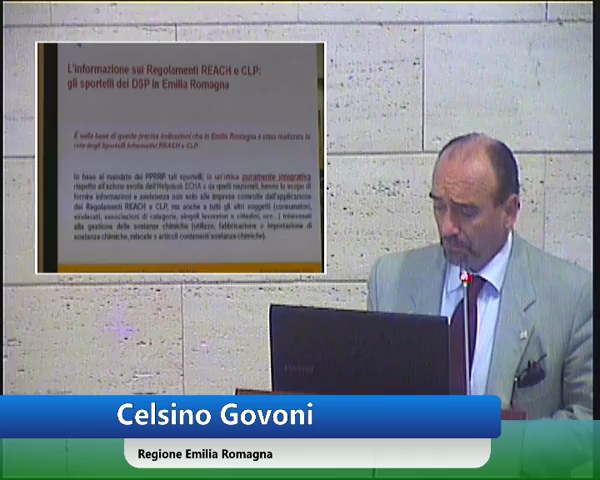 L'informazione sui Regolamenti REACH e CLP:
gli sportelli dei DSP in Emilia Romagna
È sulla base di queste precise indicazioni che in Emilia Romagna è stata realizzata la
rete degli Sportelli Informativi REACH e CLP.
In base al mandato dei PPRRP tali sportelli, in un'ottica puramente integrativa
rispetto all'azione svolta dall'Helpdesk ECHA e da quelli nazionali, hanno lo scopo di
fornire informazioni e assistenza non solo alle imprese coinvolte dall'applicazione
dei Regolamenti REACH e CLP, ma anche a tutti gli altri soggetti (consumatori,
sindacati, associazioni di categoria, singoli lavoratori e cittadini, ecc...) interessati
alla gestione delle sostanze chimiche (utilizzo, fabbricazione o importazione di
sostanze chimiche, miscele o articoli contenenti sostanze chimiche).
Celsino Govoni
Regione Emilia Romagna